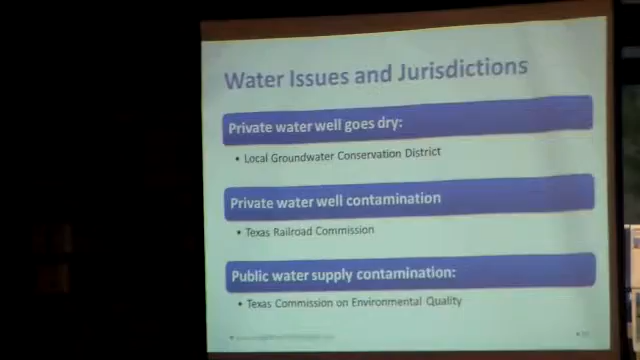 Water Issues and Jurisdictions
Private water well goes dry:
• Local Groundwater Conservation District
Private water well contamination
• Texas Railroad Commission
Public water supply contamination:
• Texas Commission on Environmental Quality